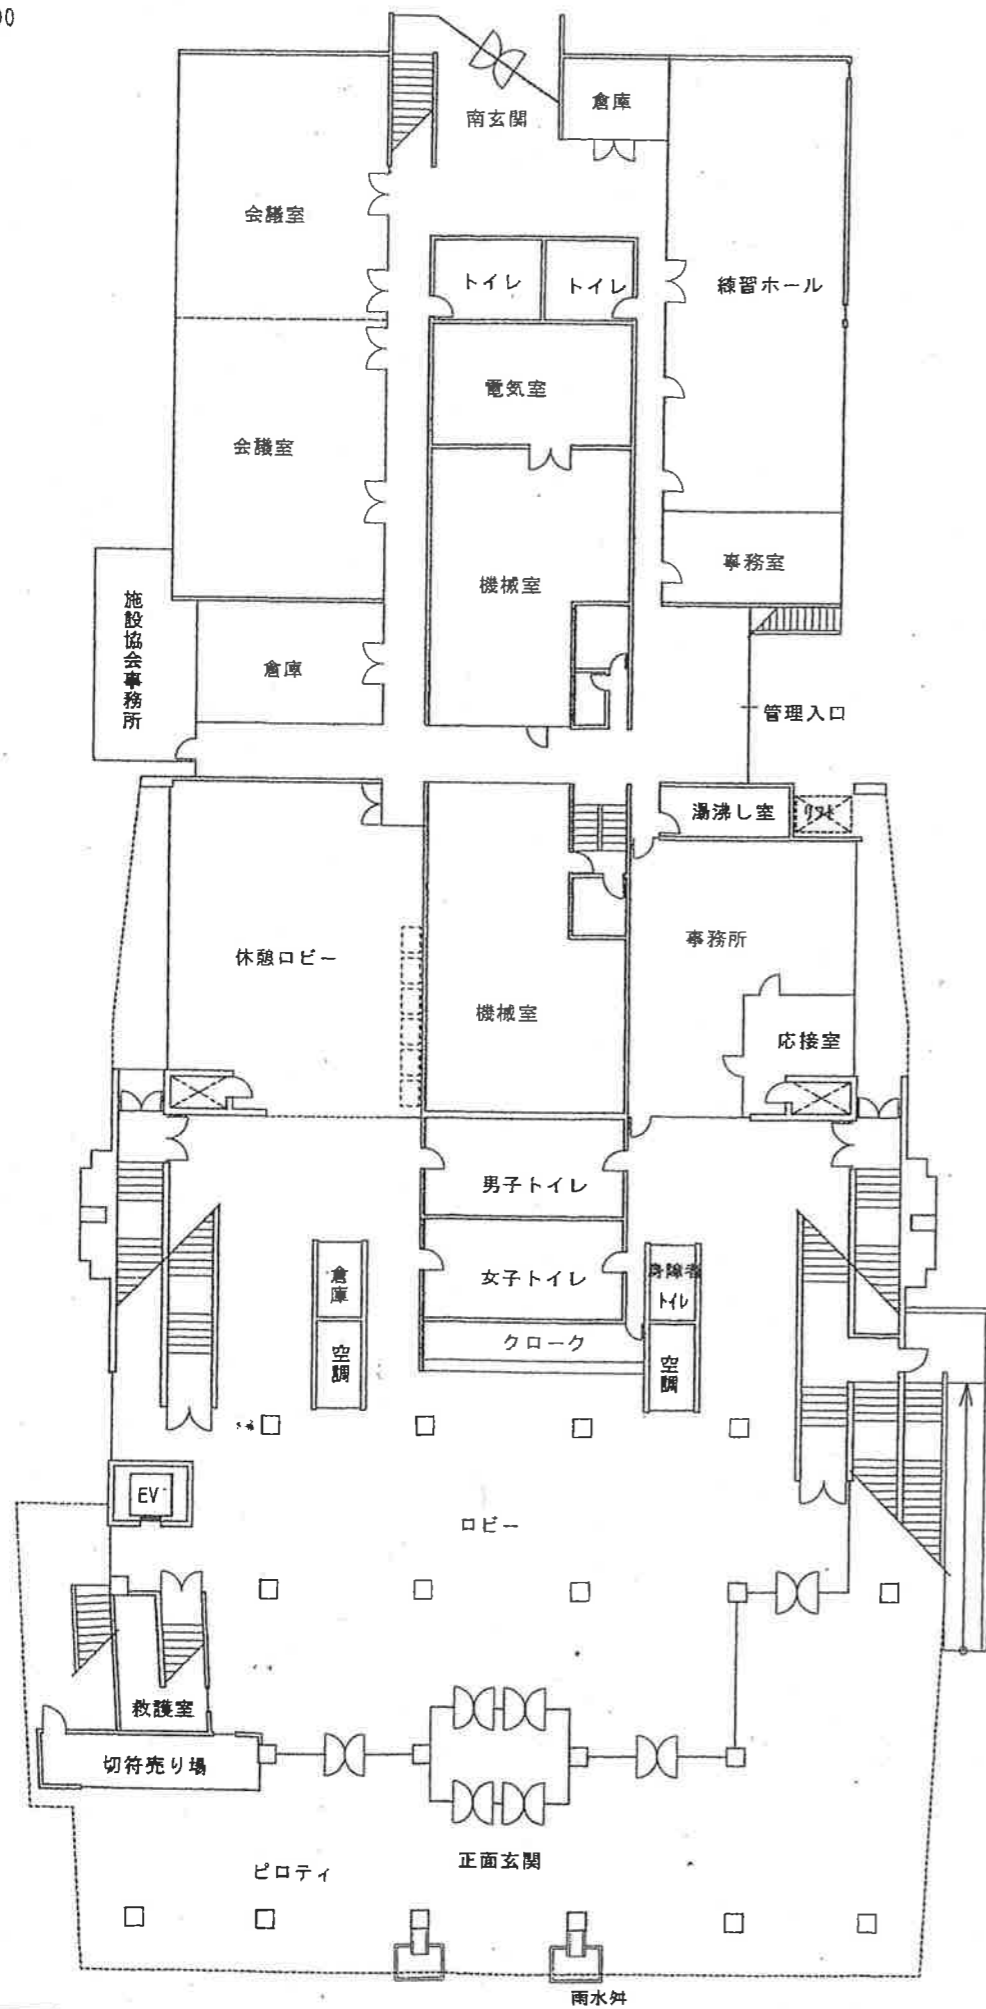 00
南玄関
倉庫
会議室
練習ホール
トイレ
トイレ
電気室
会議室
事務室
機械室
施設協会事務所
倉庫
管理入口
湯沸し室
リフト
休憩ロビー
事務所
機械室
応接室
男子トイレ
女子トイレ
倉庫
身障者
トイレ
クローク
空調
空調
EV
ロビー
救護室
切符売り場
正面玄関
ピロティ
雨水舛